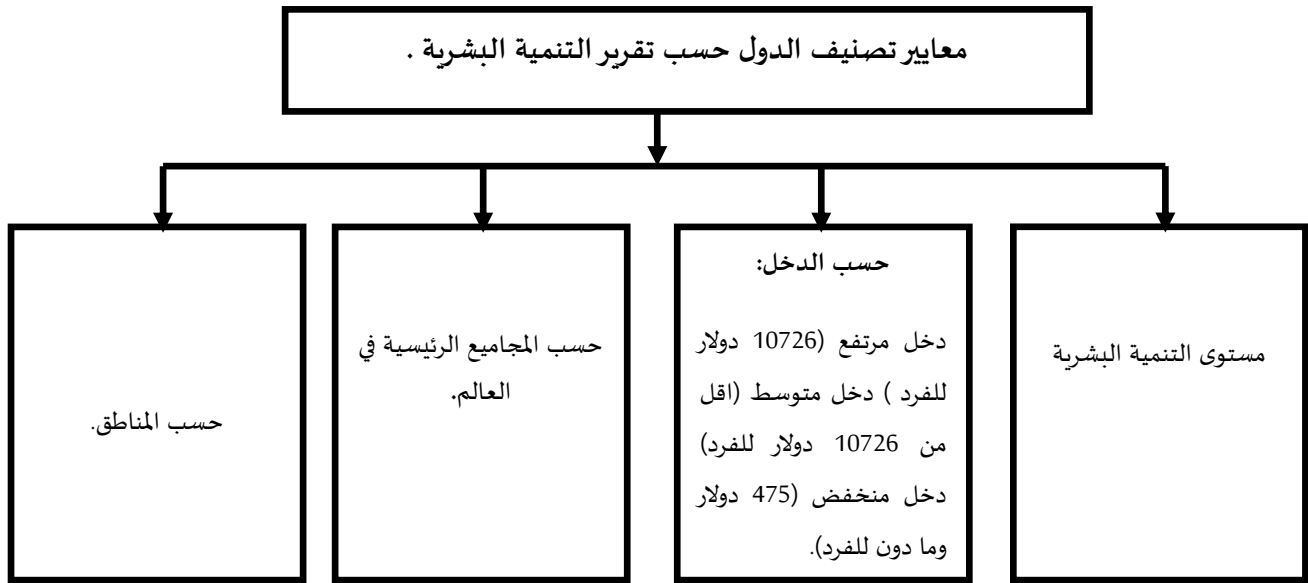 معايير تصنيف الدول حسب تقرير التنمية البشرية .
مستوى التنمية البشرية
حسب الدخل:
دخل مرتفع (10726 دولار
للفرد ) دخل متوسط (اقل
من 10726 دولار للفرد)
دخل منخفض (475 دولار
وما دون للفرد).
حسب المجاميع الرئيسية في
العالم.
حسب المناطق.